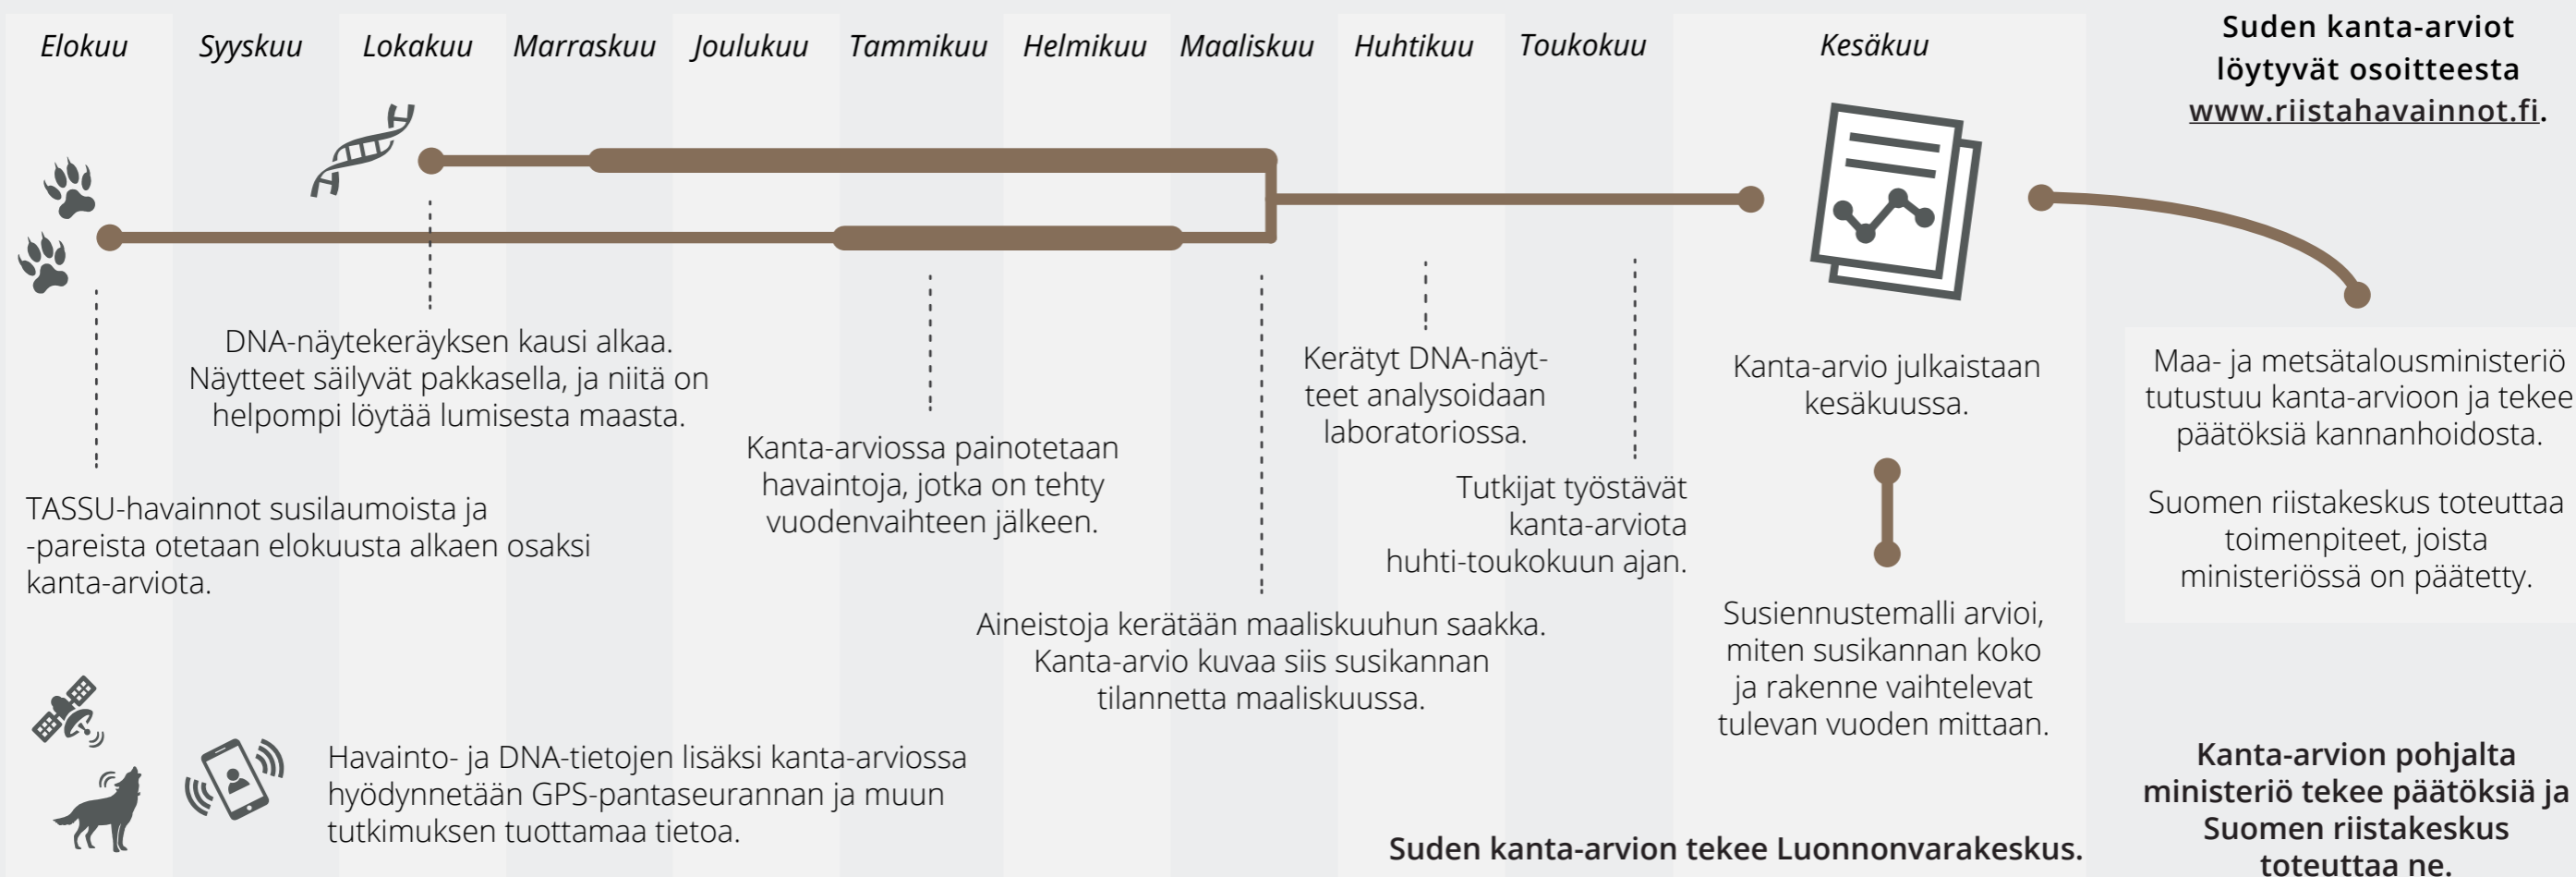 Elokuu
Syyskuu
Lokakuu
Marraskuu
Joulukuu
Tammikuu
Helmikuu
Maaliskuu
Huhtikuu
Toukokuu
Kesäkuu
Suden kanta-arviot
löytyvät osoitteesta
www.riistahavainnot.fi.
TASSU-havainnot susilaumoista ja
-pareista otetaan elokuusta alkaen osaksi
kanta-arviota.
DNA-näytekeräyksen kausi alkaa.
Näytteet säilyvät pakkasella, ja niitä on
helpompi löytää lumisesta maasta.
Kanta-arviossa painotetaan
havaintoja, jotka on tehty
vuodenvaihteen jälkeen.
Aineistoja kerätään maaliskuuhun saakka.
Kanta-arvio kuvaa siis susikannan
tilannetta maaliskuussa.
Kerätyt DNA-näyt-
teet analysoidaan
laboratoriossa.
Tutkijat työstävät
kanta-arviota
huhti-toukokuun ajan.
Kanta-arvio julkaistaan
kesäkuussa.
Susiennustemalli arvioi,
miten susikannan koko
ja rakenne vaihtelevat
tulevan vuoden mittaan.
Maa- ja metsätalousministeriö
tutustuu kanta-arvioon ja tekee
päätöksiä kannanhoidosta.
Suomen riistakeskus toteuttaa
toimenpiteet, joista
ministeriössä on päätetty.
Havainto- ja DNA-tietojen lisäksi kanta-arviossa
hyödynnetään GPS-pantaseurannan ja muun
tutkimuksen tuottamaa tietoa.
Suden kanta-arvion tekee Luonnonvarakeskus.
Kanta-arvion pohjalta
ministeriö tekee päätöksiä ja
Suomen riistakeskus
toteuttaa ne.